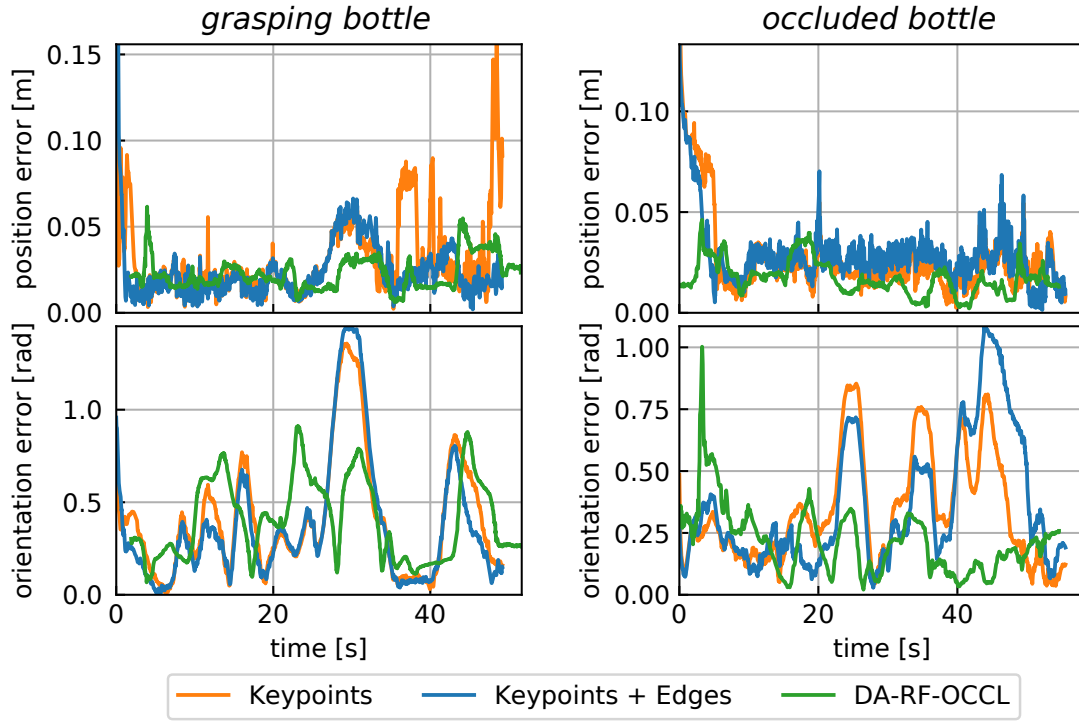 grasping bottle
occluded bottle
position error [m]
0.15
0.10
0.05
0.00
position error [m]
0.10
0.05
0.00
orientation error [rad]
1.0
0.5
0.0
0
20
40
time [s]
orientation error [rad]
1.00
0.75
0.50
0.25
0.00
0
20
40
time [s]
Keypoints
Keypoints + Edges
DA-RF-OCCL